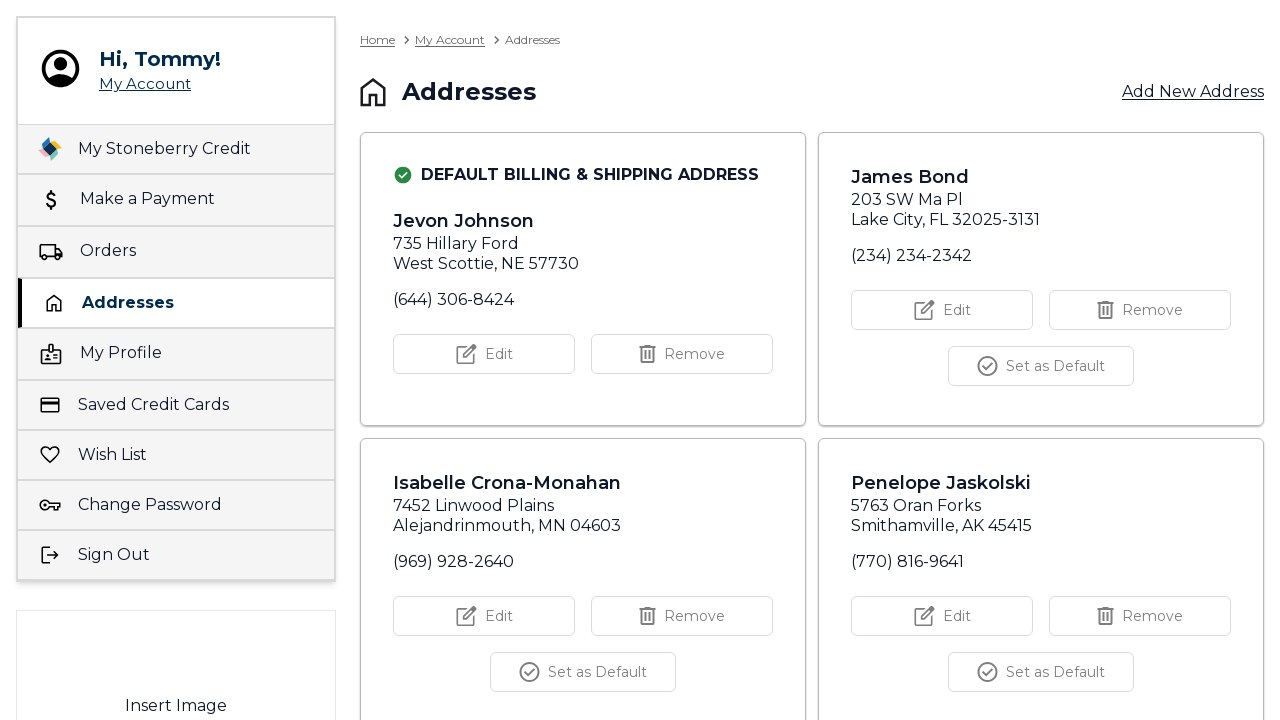 Hi, Tommy!
My Account
My Stoneberry Credit
Make a Payment
Orders
Addresses
My Profile
Saved Credit Cards
Wish List
Change Password
Sign Out
Insert Image
Home > My Account > Addresses
Addresses
Add New Address
DEFAULT BILLING & SHIPPING ADDRESS
Jevon Johnson
735 Hillary Ford
West Scottie, NE 57730
(644) 306-8424
Edit
Remove
James Bond
203 SW Ma Pl
Lake City, FL 32025-3131
(234) 234-2342
Edit
Remove
Set as Default
Isabelle Crona-Monahan
7452 Linwood Plains
Alejandrinmouth, MN 04603
(969) 928-2640
Edit
Remove
Set as Default
Penelope Jaskolski
5763 Oran Forks
Smithamville, AK 45415
(770) 816-9641
Edit
Remove
Set as Default